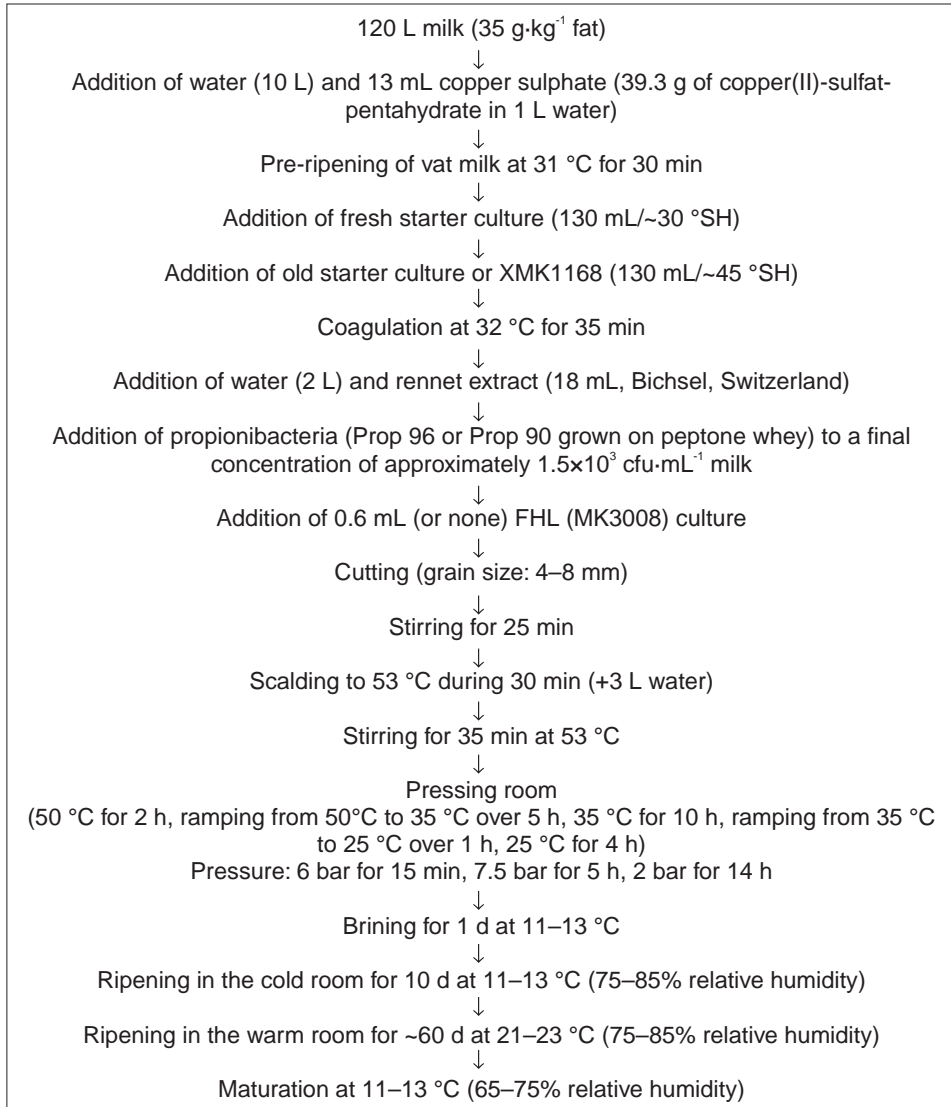 120 L milk (35 g·kg⁻¹ fat)
↓
Addition of water (10 L) and 13 mL copper sulphate (39.3 g of copper(II)-sulfat-
pentahydrate in 1 L water)
↓
Pre-ripening of vat milk at 31 °C for 30 min
↓
Addition of fresh starter culture (130 mL/~30 °SH)
↓
Addition of old starter culture or XMK1168 (130 mL/~45 °SH)
↓
Coagulation at 32 °C for 35 min
↓
Addition of water (2 L) and rennet extract (18 mL, Bichsel, Switzerland)
↓
Addition of propionibacteria (Prop 96 or Prop 90 grown on peptone whey) to a final
concentration of approximately 1.5×10³ cfu·mL⁻¹ milk
↓
Addition of 0.6 mL (or none) FHL (MK3008) culture
↓
Cutting (grain size: 4–8 mm)
↓
Stirring for 25 min
↓
Scalding to 53 °C during 30 min (+3 L water)
↓
Stirring for 35 min at 53 °C
↓
Pressing room
(50 °C for 2 h, ramping from 50°C to 35 °C over 5 h, 35 °C for 10 h, ramping from 35 °C
to 25 °C over 1 h, 25 °C for 4 h)
Pressure: 6 bar for 15 min, 7.5 bar for 5 h, 2 bar for 14 h
↓
Brining for 1 d at 11–13 °C
↓
Ripening in the cold room for 10 d at 11–13 °C (75–85% relative humidity)
↓
Ripening in the warm room for ~60 d at 21–23 °C (75–85% relative humidity)
↓
Maturation at 11–13 °C (65–75% relative humidity)